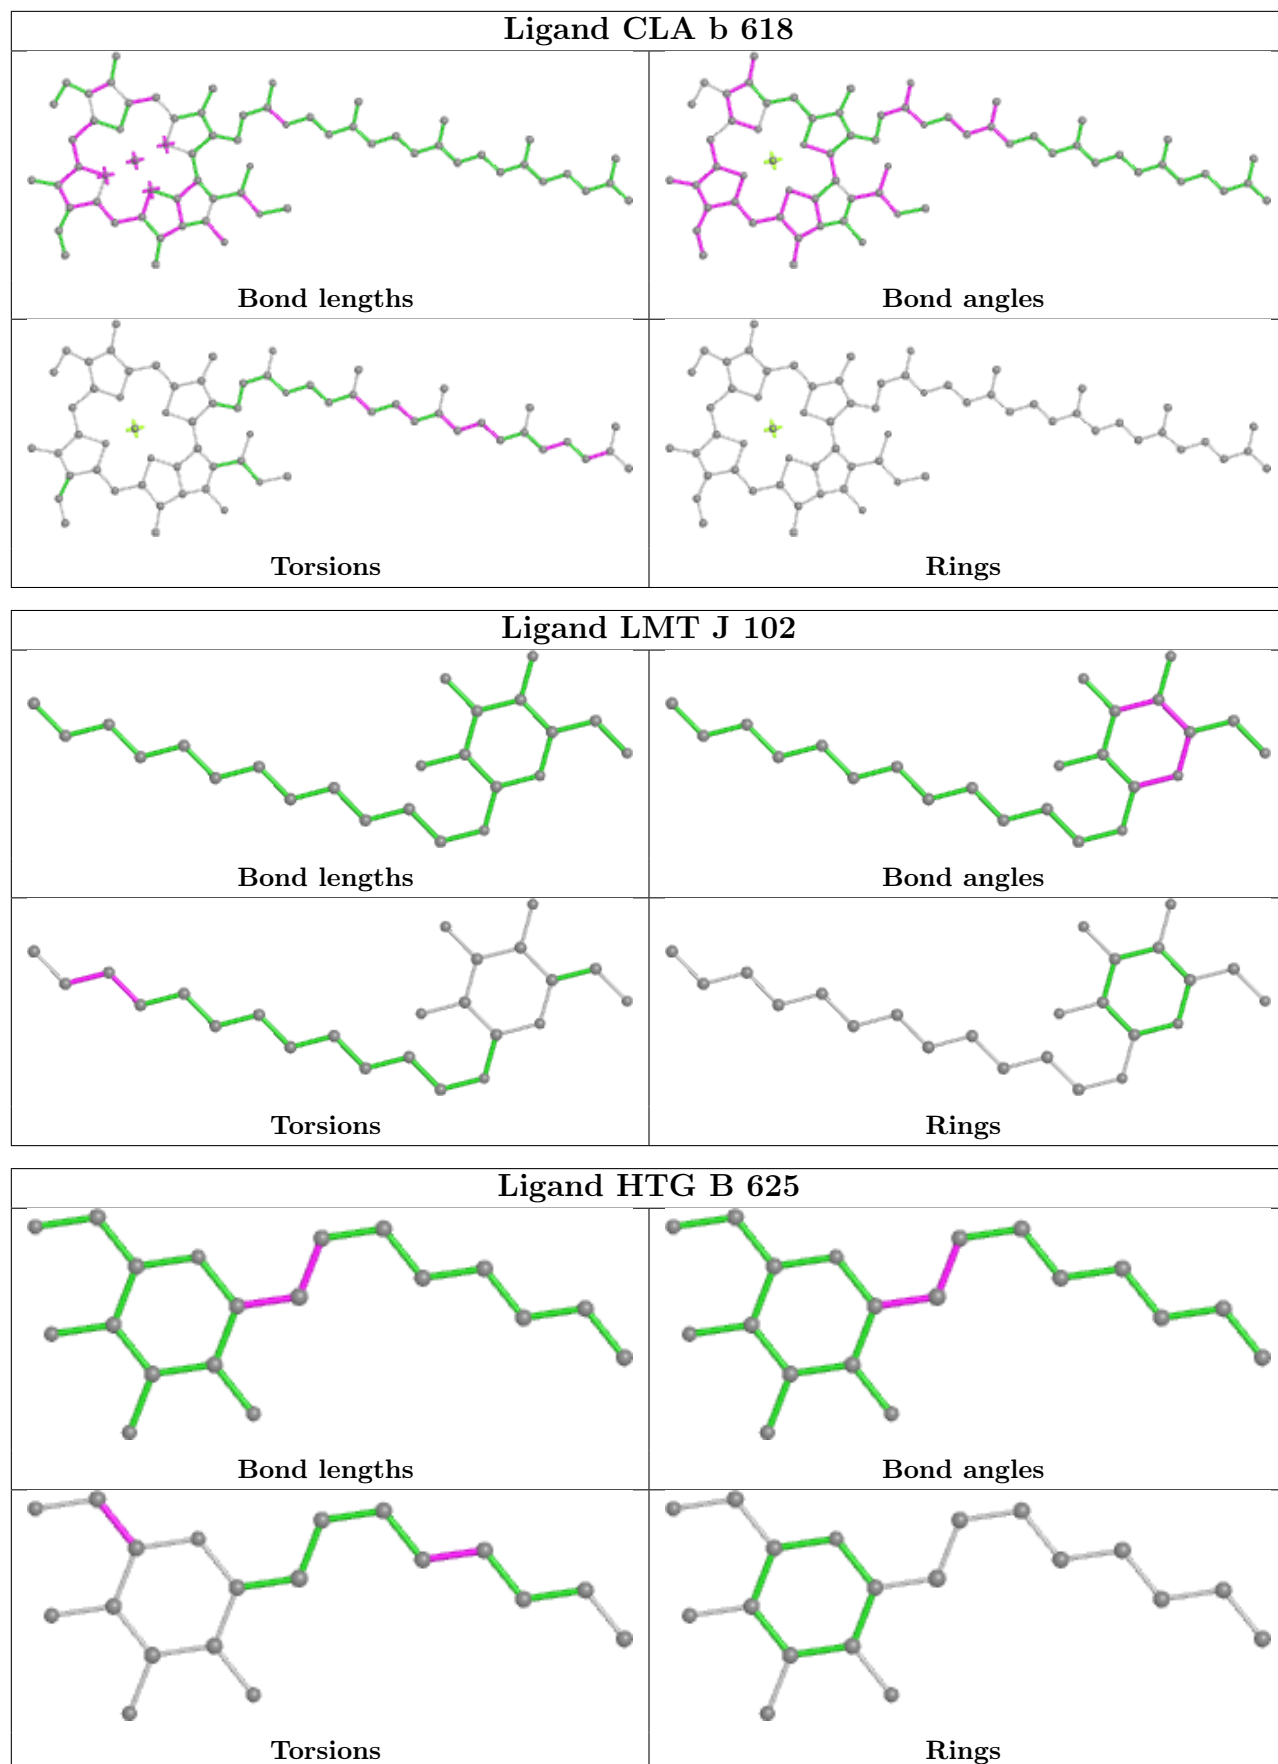 Ligand CLA b 618
Bond lengths
Bond angles
Torsions
Rings
Ligand LMT J 102
Bond lengths
Bond angles
Torsions
Rings
Ligand HTG B 625
Bond lengths
Bond angles
Torsions
Rings